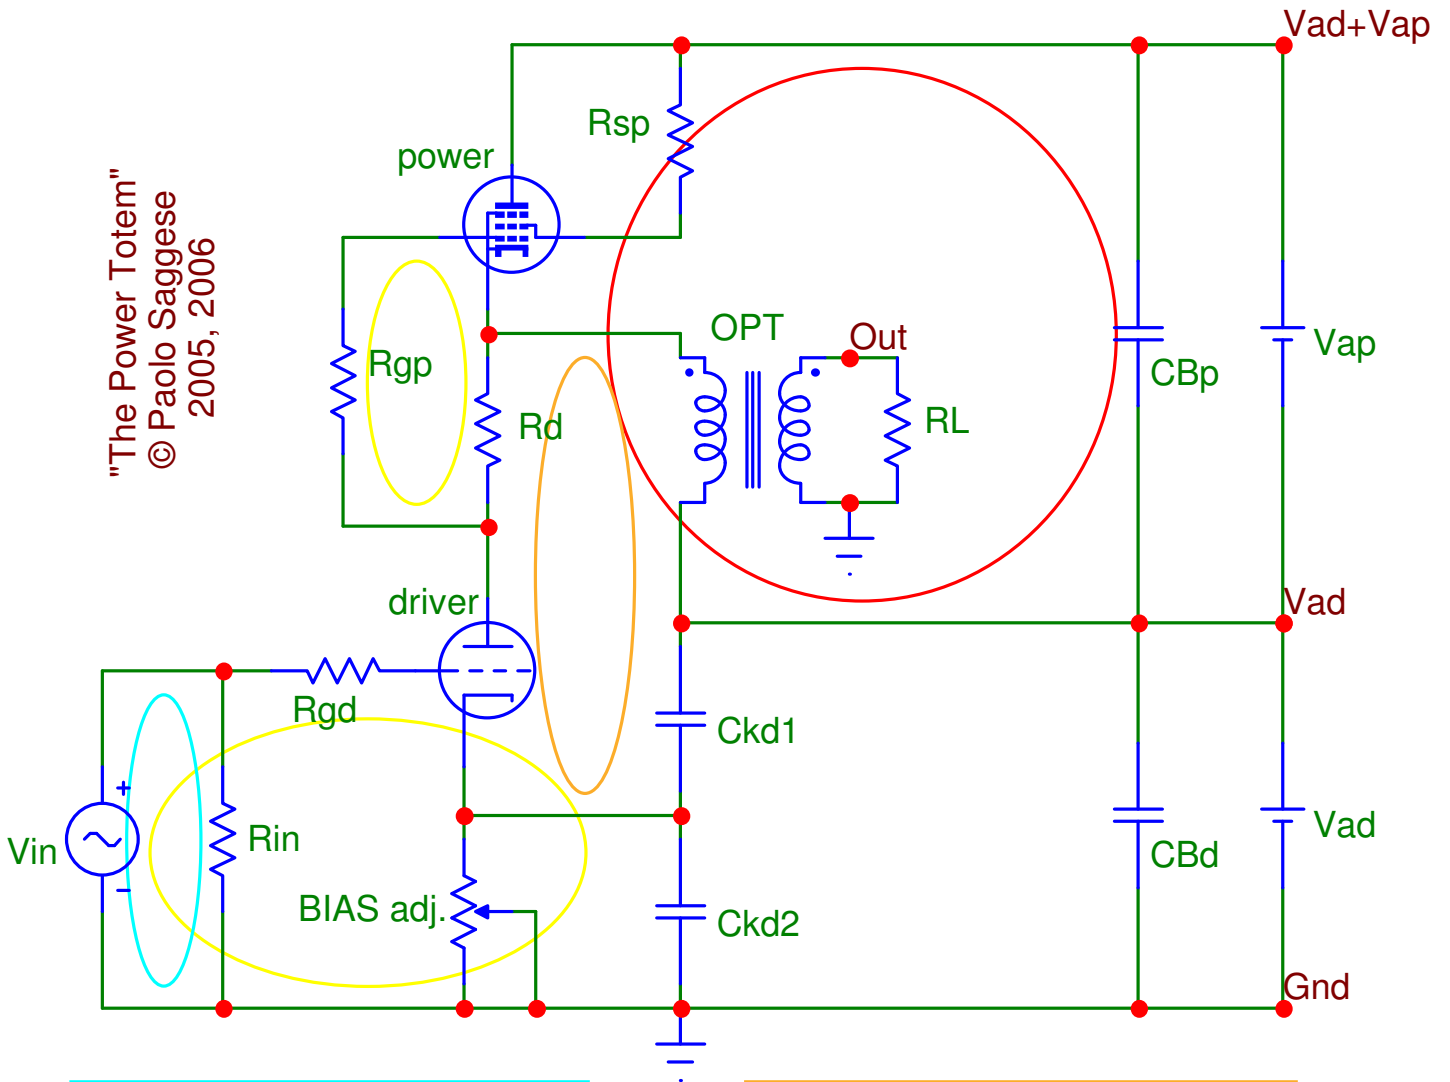 Vad+Vap
Rsp
power
"The Power Totem"
© Paolo Saggese
2005, 2006
OPT
Out
Rgp
Vap
CBp
Rd
RL
driver
Vad
Rgd
Ckd1
+
Vin
Rin
Vad
CBd
BIAS adj.
Ckd2
−
Gnd